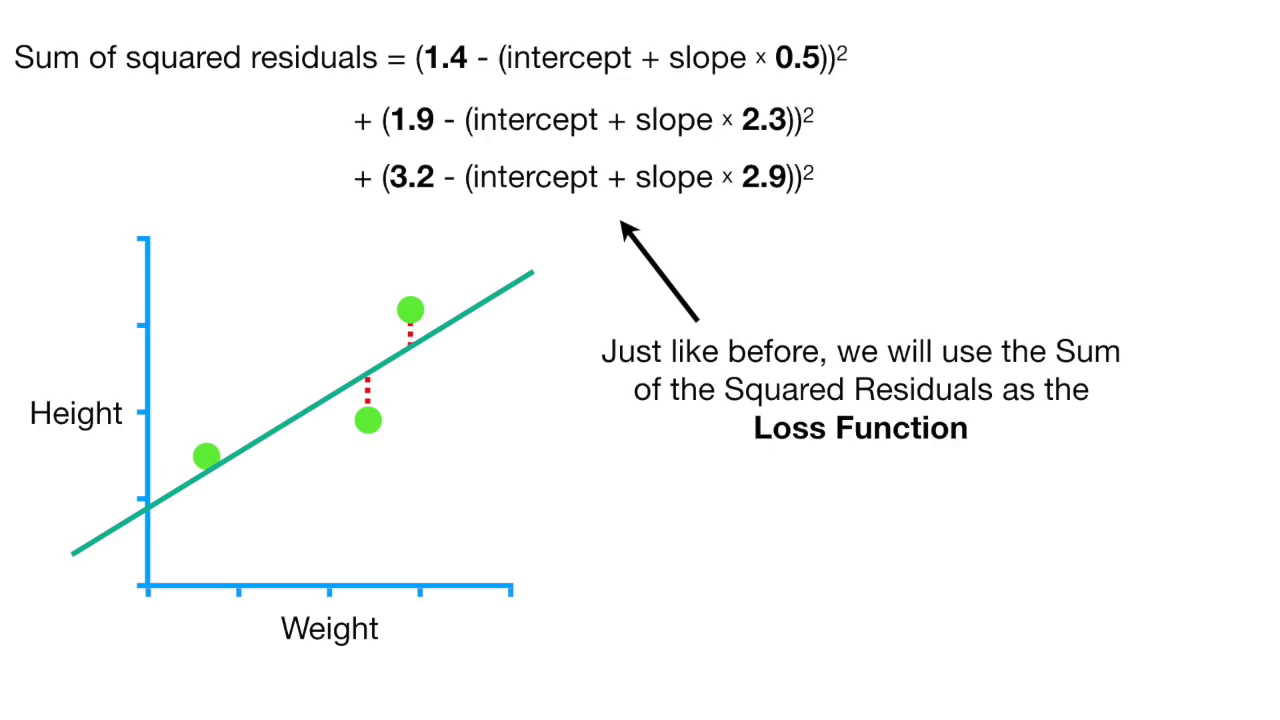 Sum of squared residuals = (1.4 - (intercept + slope × 0.5))²
+ (1.9 - (intercept + slope × 2.3))²
+ (3.2 - (intercept + slope × 2.9))²
Just like before, we will use the Sum
of the Squared Residuals as the
Loss Function
Height
Weight